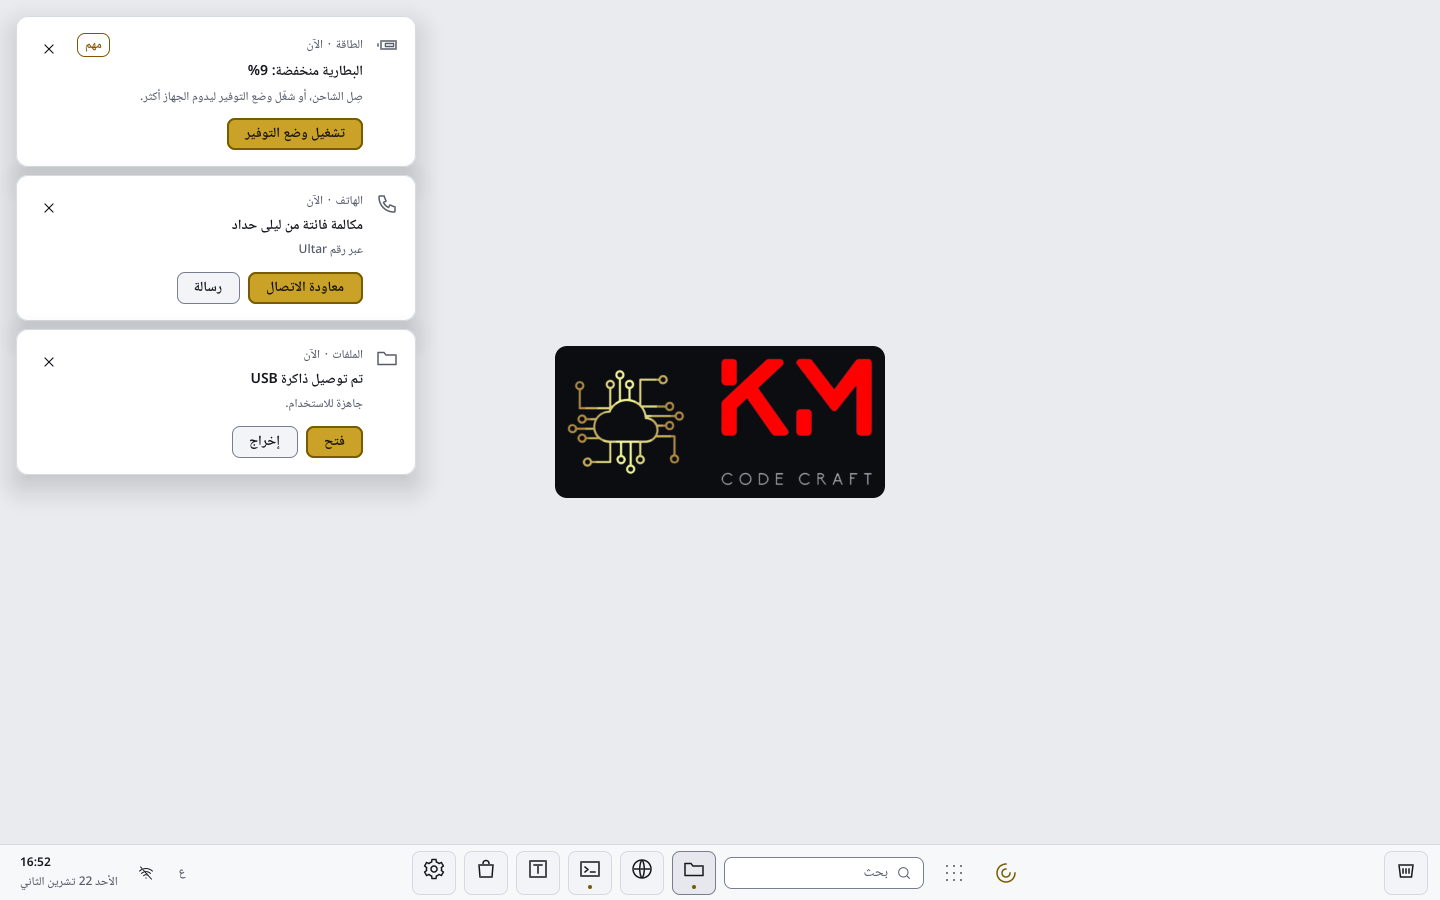 الطاقة · الآن
مهم
البطارية منخفضة: 9%
صِل الشاحن، أو شغّل وضع التوفير ليدوم الجهاز أكثر.
تشغيل وضع التوفير
الهاتف · الآن
مكالمة فائتة من ليلى حداد
عبر رقم Ultar
معاودة الاتصال
رسالة
الملفات · الآن
تم توصيل ذاكرة USB
جاهزة للاستخدام.
فتح
إخراج
KM
CODE CRAFT
بحث
ع
16:52
الأحد 22 تشرين الثاني